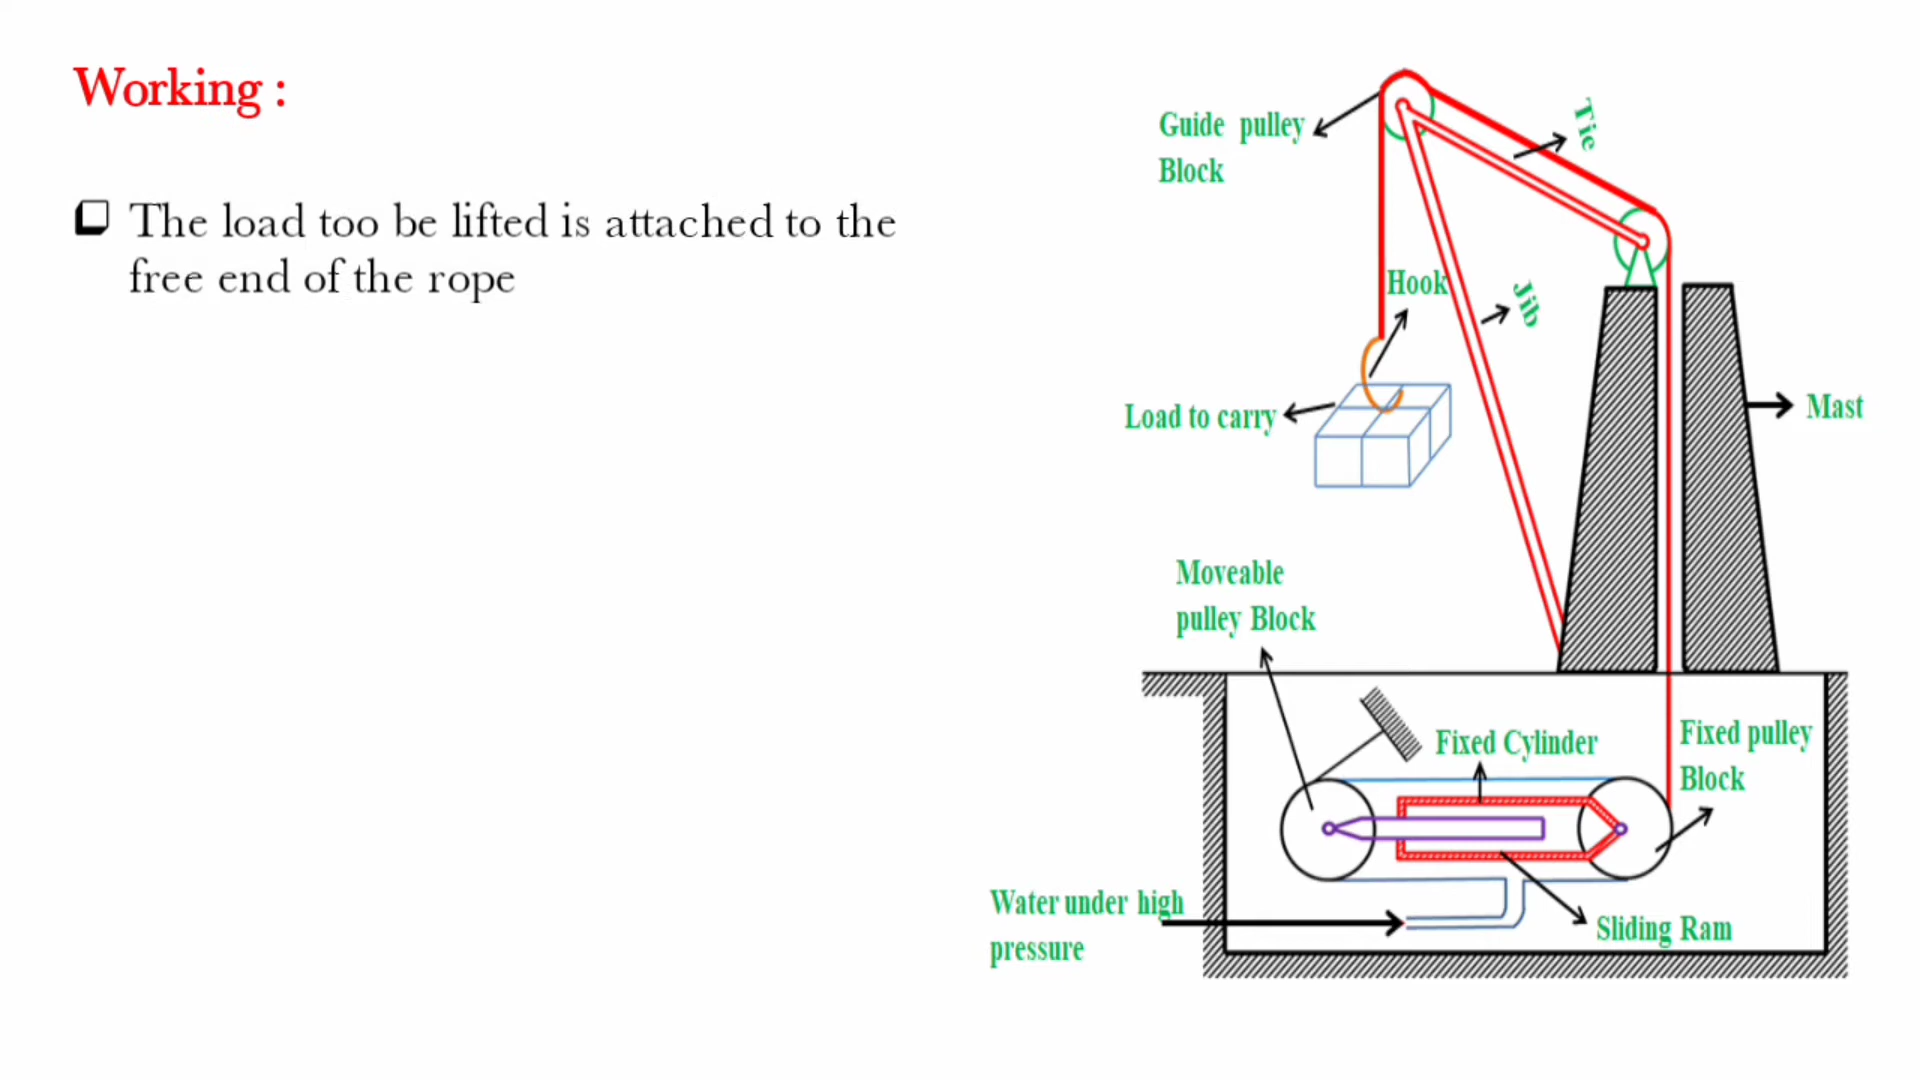 Working :
The load too be lifted is attached to the
free end of the rope
Guide pulley
Block
Tie
Hook
Jib
Load to carry
Mast
Moveable
pulley Block
Fixed Cylinder
Fixed pulley
Block
Water under high
pressure
Sliding Ram